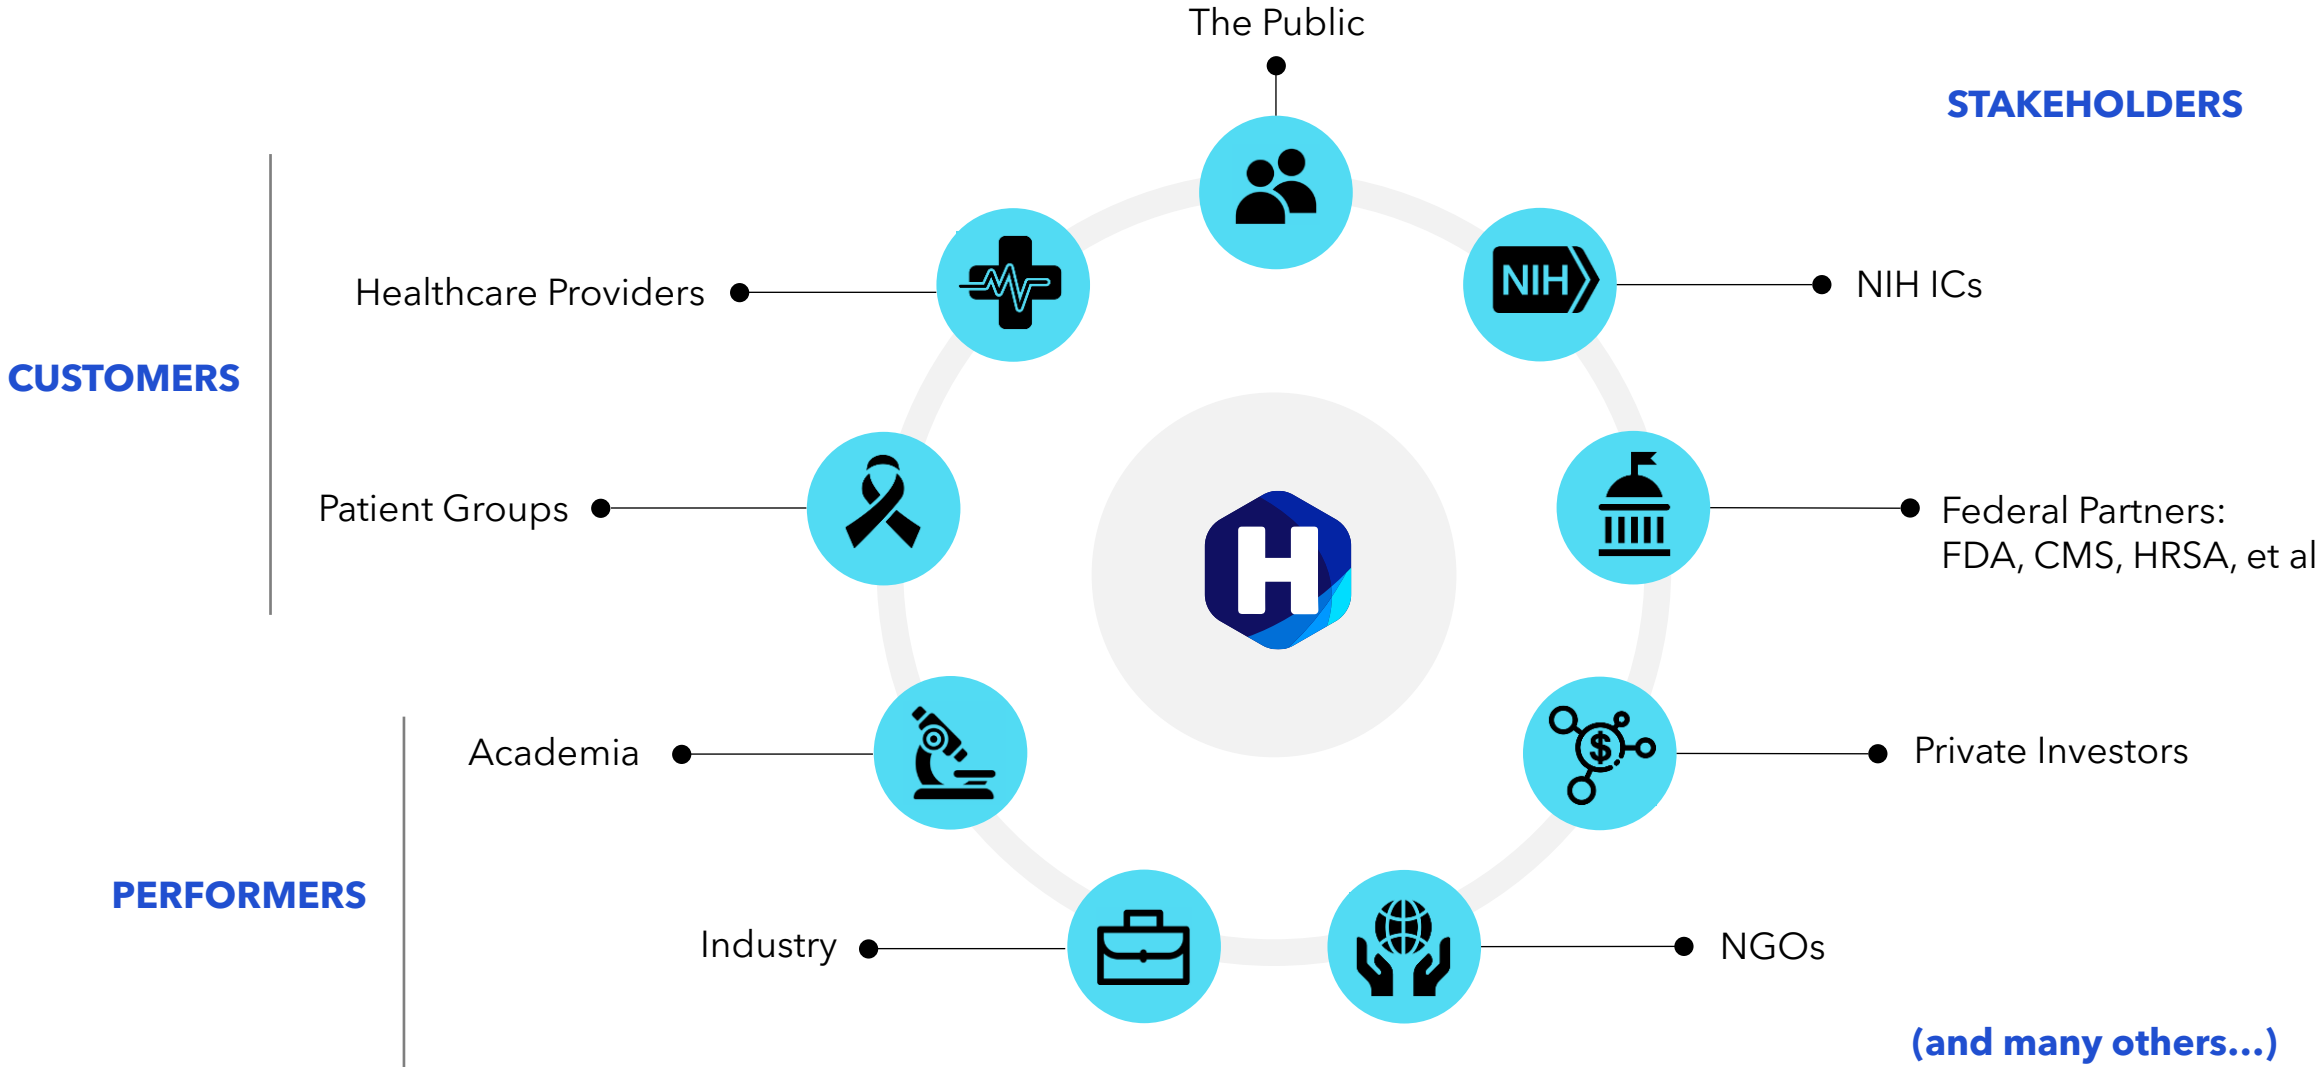 The Public
STAKEHOLDERS
Healthcare Providers
NIH
NIH ICs
CUSTOMERS
Patient Groups
H
Federal Partners:
FDA, CMS, HRSA, et al
Academia
$
Private Investors
PERFORMERS
Industry
NGOs
(and many others...)